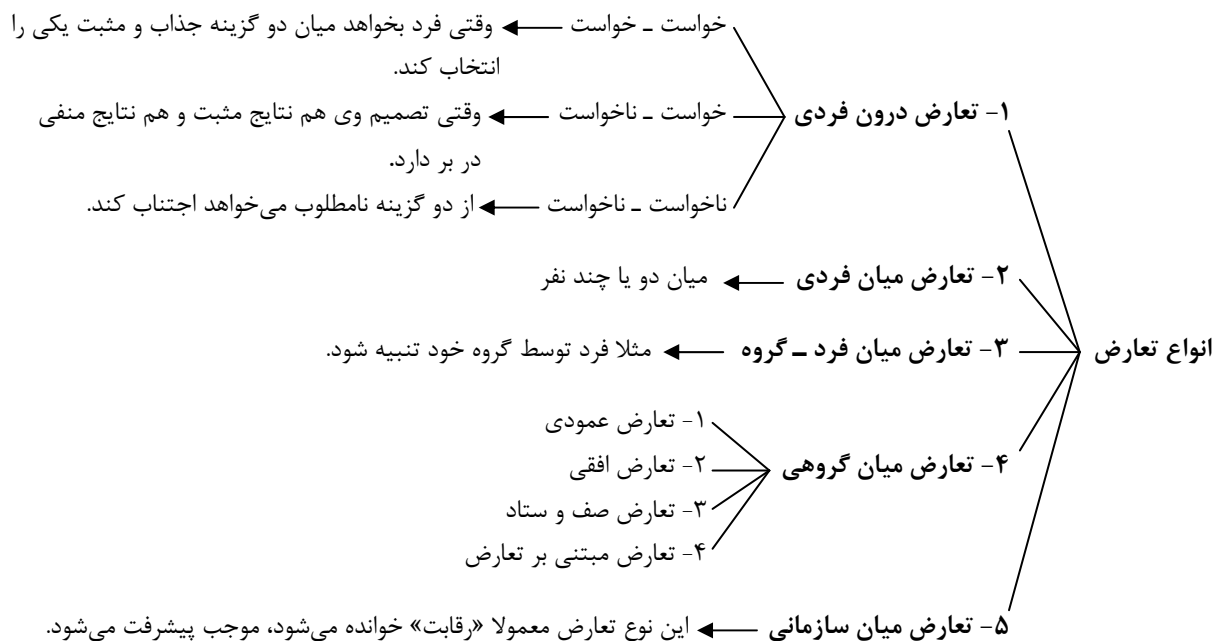 خواست ـ خواست وقتی فرد بخواهد میان دو گزینه جذاب و مثبت یکی را
انتخاب کند.
۱- تعارض درون فردی خواست ـ ناخواست وقتی تصمیم وی هم نتایج مثبت و هم نتایج منفی
در بر دارد.
ناخواست ـ ناخواست از دو گزینه نامطلوب می‌خواهد اجتناب کند.
۲- تعارض میان فردی میان دو یا چند نفر
انواع تعارض ۳- تعارض میان فرد ـ گروه مثلا فرد توسط گروه خود تنبیه شود.
۱- تعارض عمودی
۴- تعارض میان گروهی ۲- تعارض افقی
۳- تعارض صف و ستاد
۴- تعارض مبتنی بر تعارض
۵- تعارض میان سازمانی این نوع تعارض معمولا «رقابت» خوانده می‌شود، موجب پیشرفت می‌شود.